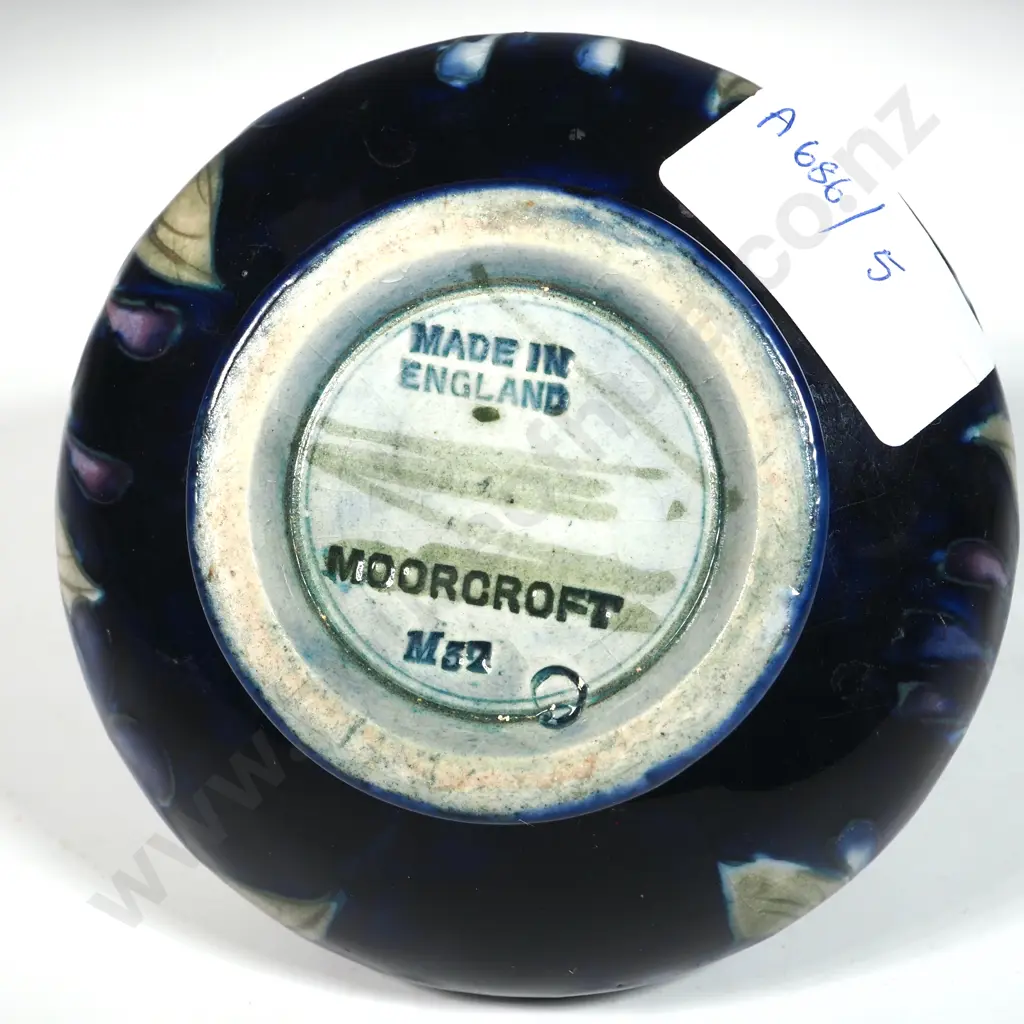 A 686/
5
MADE IN
ENGLAND
MOORCROFT
M37